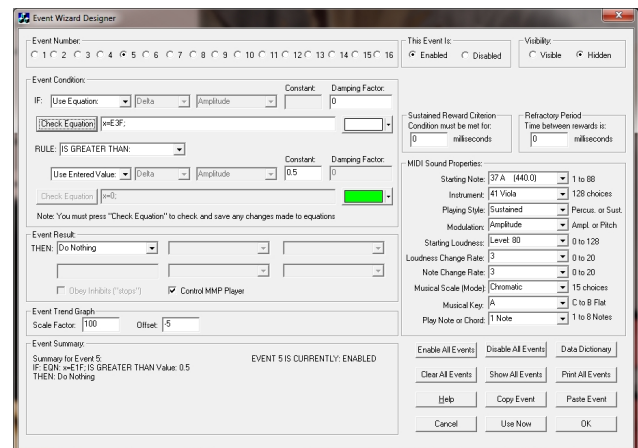 Event Wizard Designer
Event Number:
1 2 3 4 5 6 7 8 9 10 11 12 13 14 15 16
This Event Is:
Enabled Disabled
Visibility:
Visible Hidden
Event Condition:
Constant: Damping Factor:
IF: Use Equation: Delta Amplitude 0
Check Equation x=E3F;
RULE: IS GREATER THAN:
Constant: Damping Factor:
Use Entered Value: Delta Amplitude 0.5
Check Equation x=0;
Note: You must press "Check Equation" to check and save any changes made to equations
Sustained Reward Criterion
Condition must be met for:
0 milliseconds
Refractory Period
Time between rewards is:
0 milliseconds
MIDI Sound Properties:
Starting Note: 37 A (440.0) 1 to 88
Instrument: 41 Viola 128 choices
Playing Style: Sustained Percus. or Sust.
Modulation: Amplitude Ampl. or Pitch
Starting Loudness: Level: 80 0 to 128
Loudness Change Rate: 3 0 to 20
Note Change Rate: 3 0 to 20
Musical Scale (Mode): Chromatic 15 choices
Musical Key: A C to B Flat
Play Note or Chord: 1 Note 1 to 8 Notes
Event Result:
THEN: Do Nothing
Obey Inhibits ("stops") Control MMP Player
Event Trend Graph
Scale Factor: 100 Offset: -5
Event Summary:
Summary for Event 5: EVENT 5 IS CURRENTLY: ENABLED
IF: EQN: x=E1F; IS GREATER THAN Value: 0.5
THEN: Do Nothing
Enable All Events Disable All Events Data Dictionary
Clear All Events Show All Events Print All Events
Help Copy Event Paste Event
Cancel Use Now OK